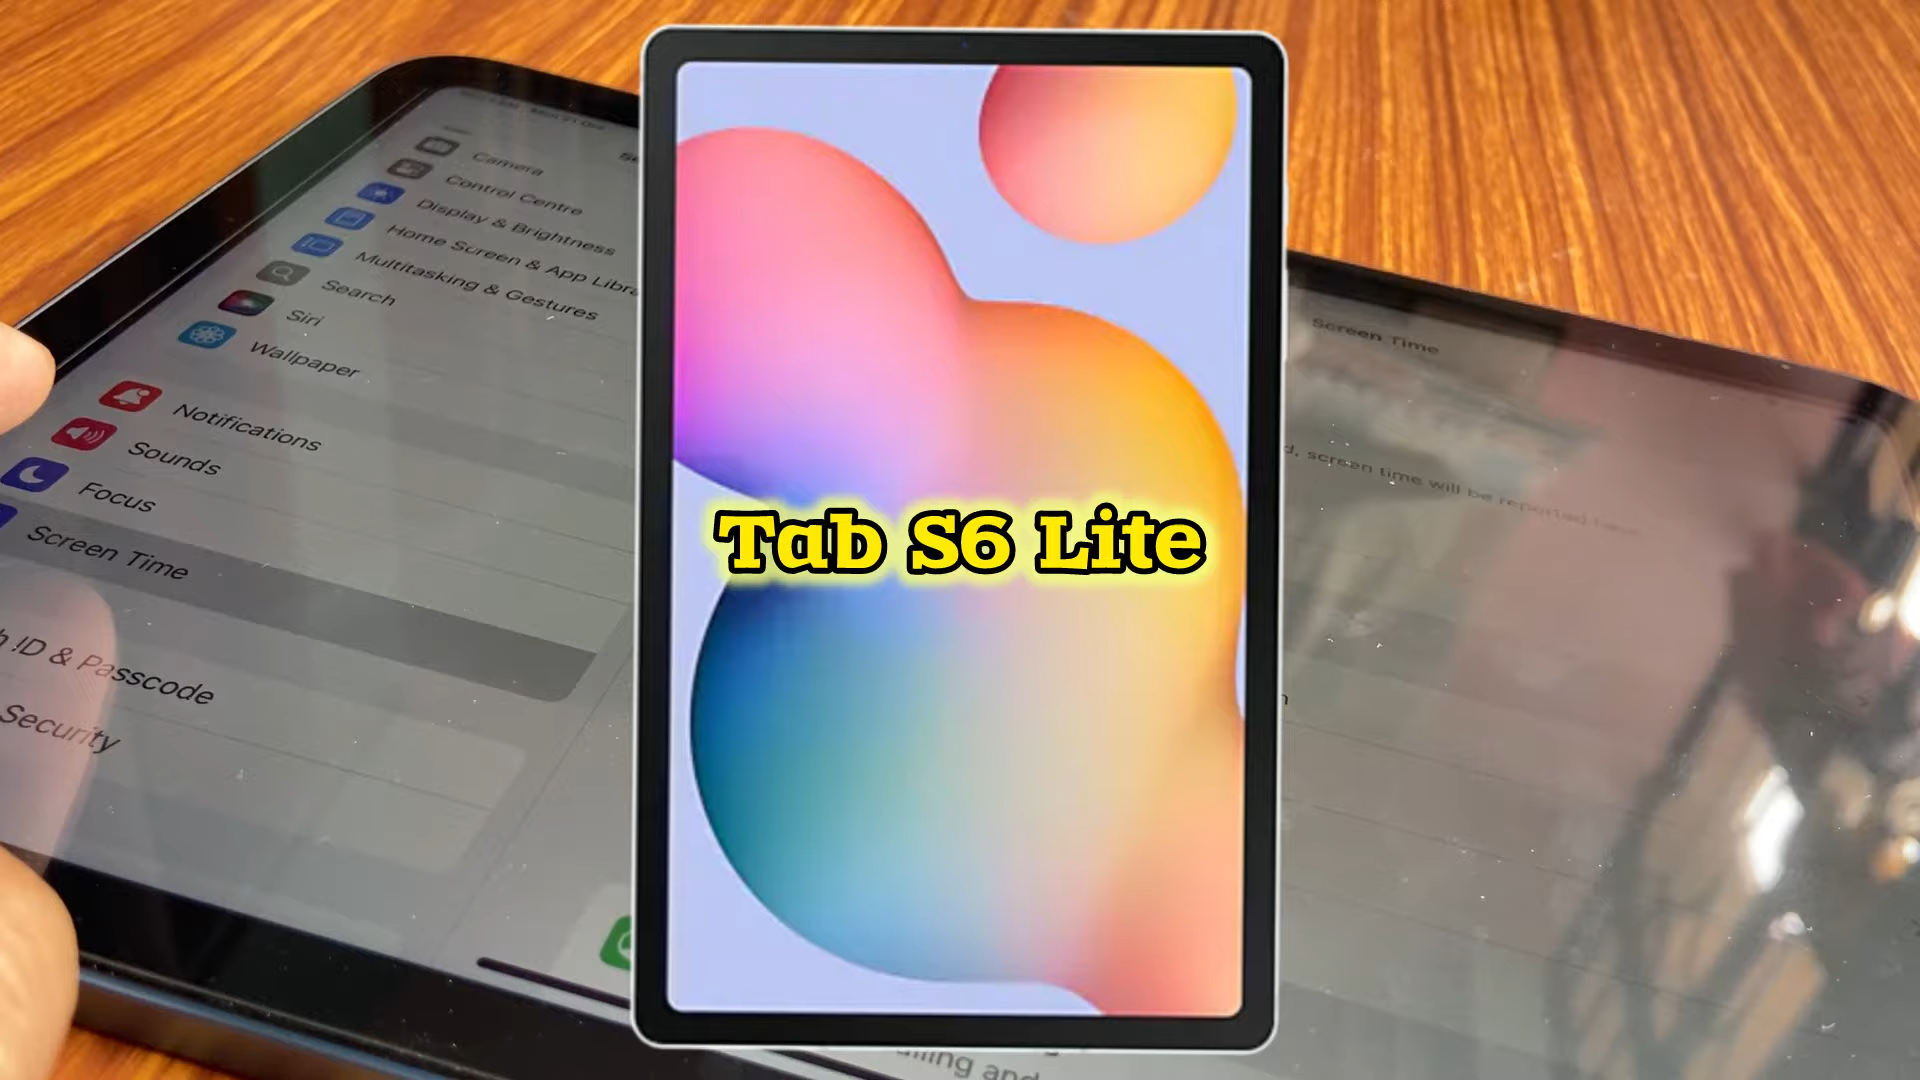 Camera
Control Centre
Display & Brightness
Home Screen & App Libra
Multitasking & Gestures
Search
Siri
Wallpaper
Notifications
Sounds
Focus
Screen Time
h ID & Passcode
Security
Tab S6 Lite
Screen Time
d, screen time will be reported
and